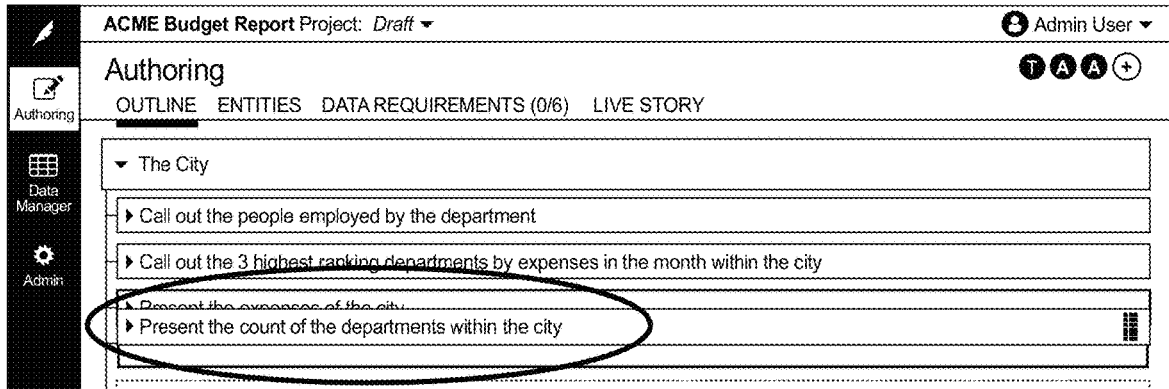 ACME Budget Report Project: Draft
Admin User
Authoring
T A A +
Authoring
OUTLINE ENTITIES DATA REQUIREMENTS (0/6) LIVE STORY
The City
Data
Manager
Call out the people employed by the department
Call out the 3 highest ranking departments by expenses in the month within the city
Admin
Present the expenses of the city
Present the count of the departments within the city